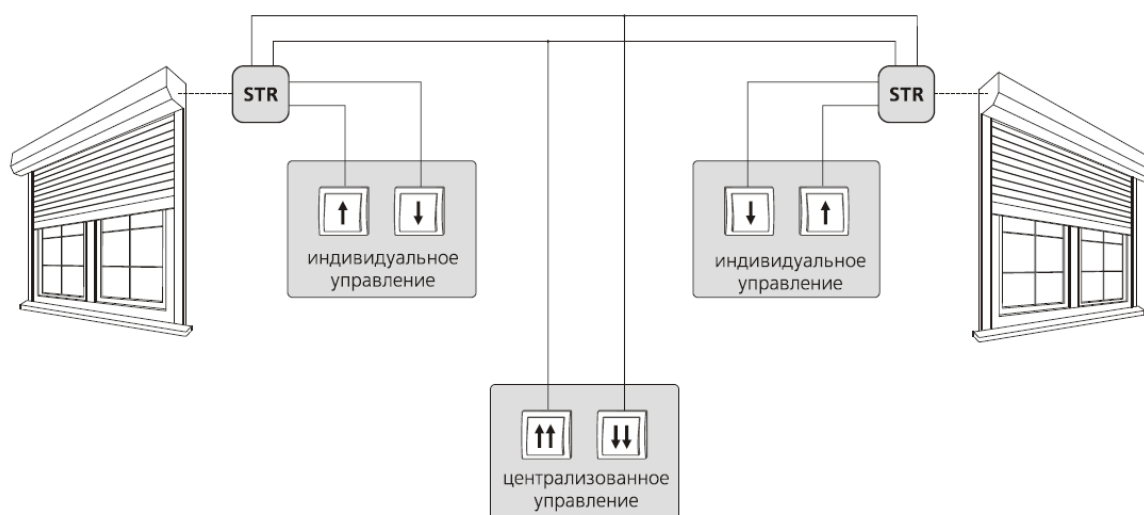 STR
STR
индивидуальное
управление
индивидуальное
управление
централизованное
управление